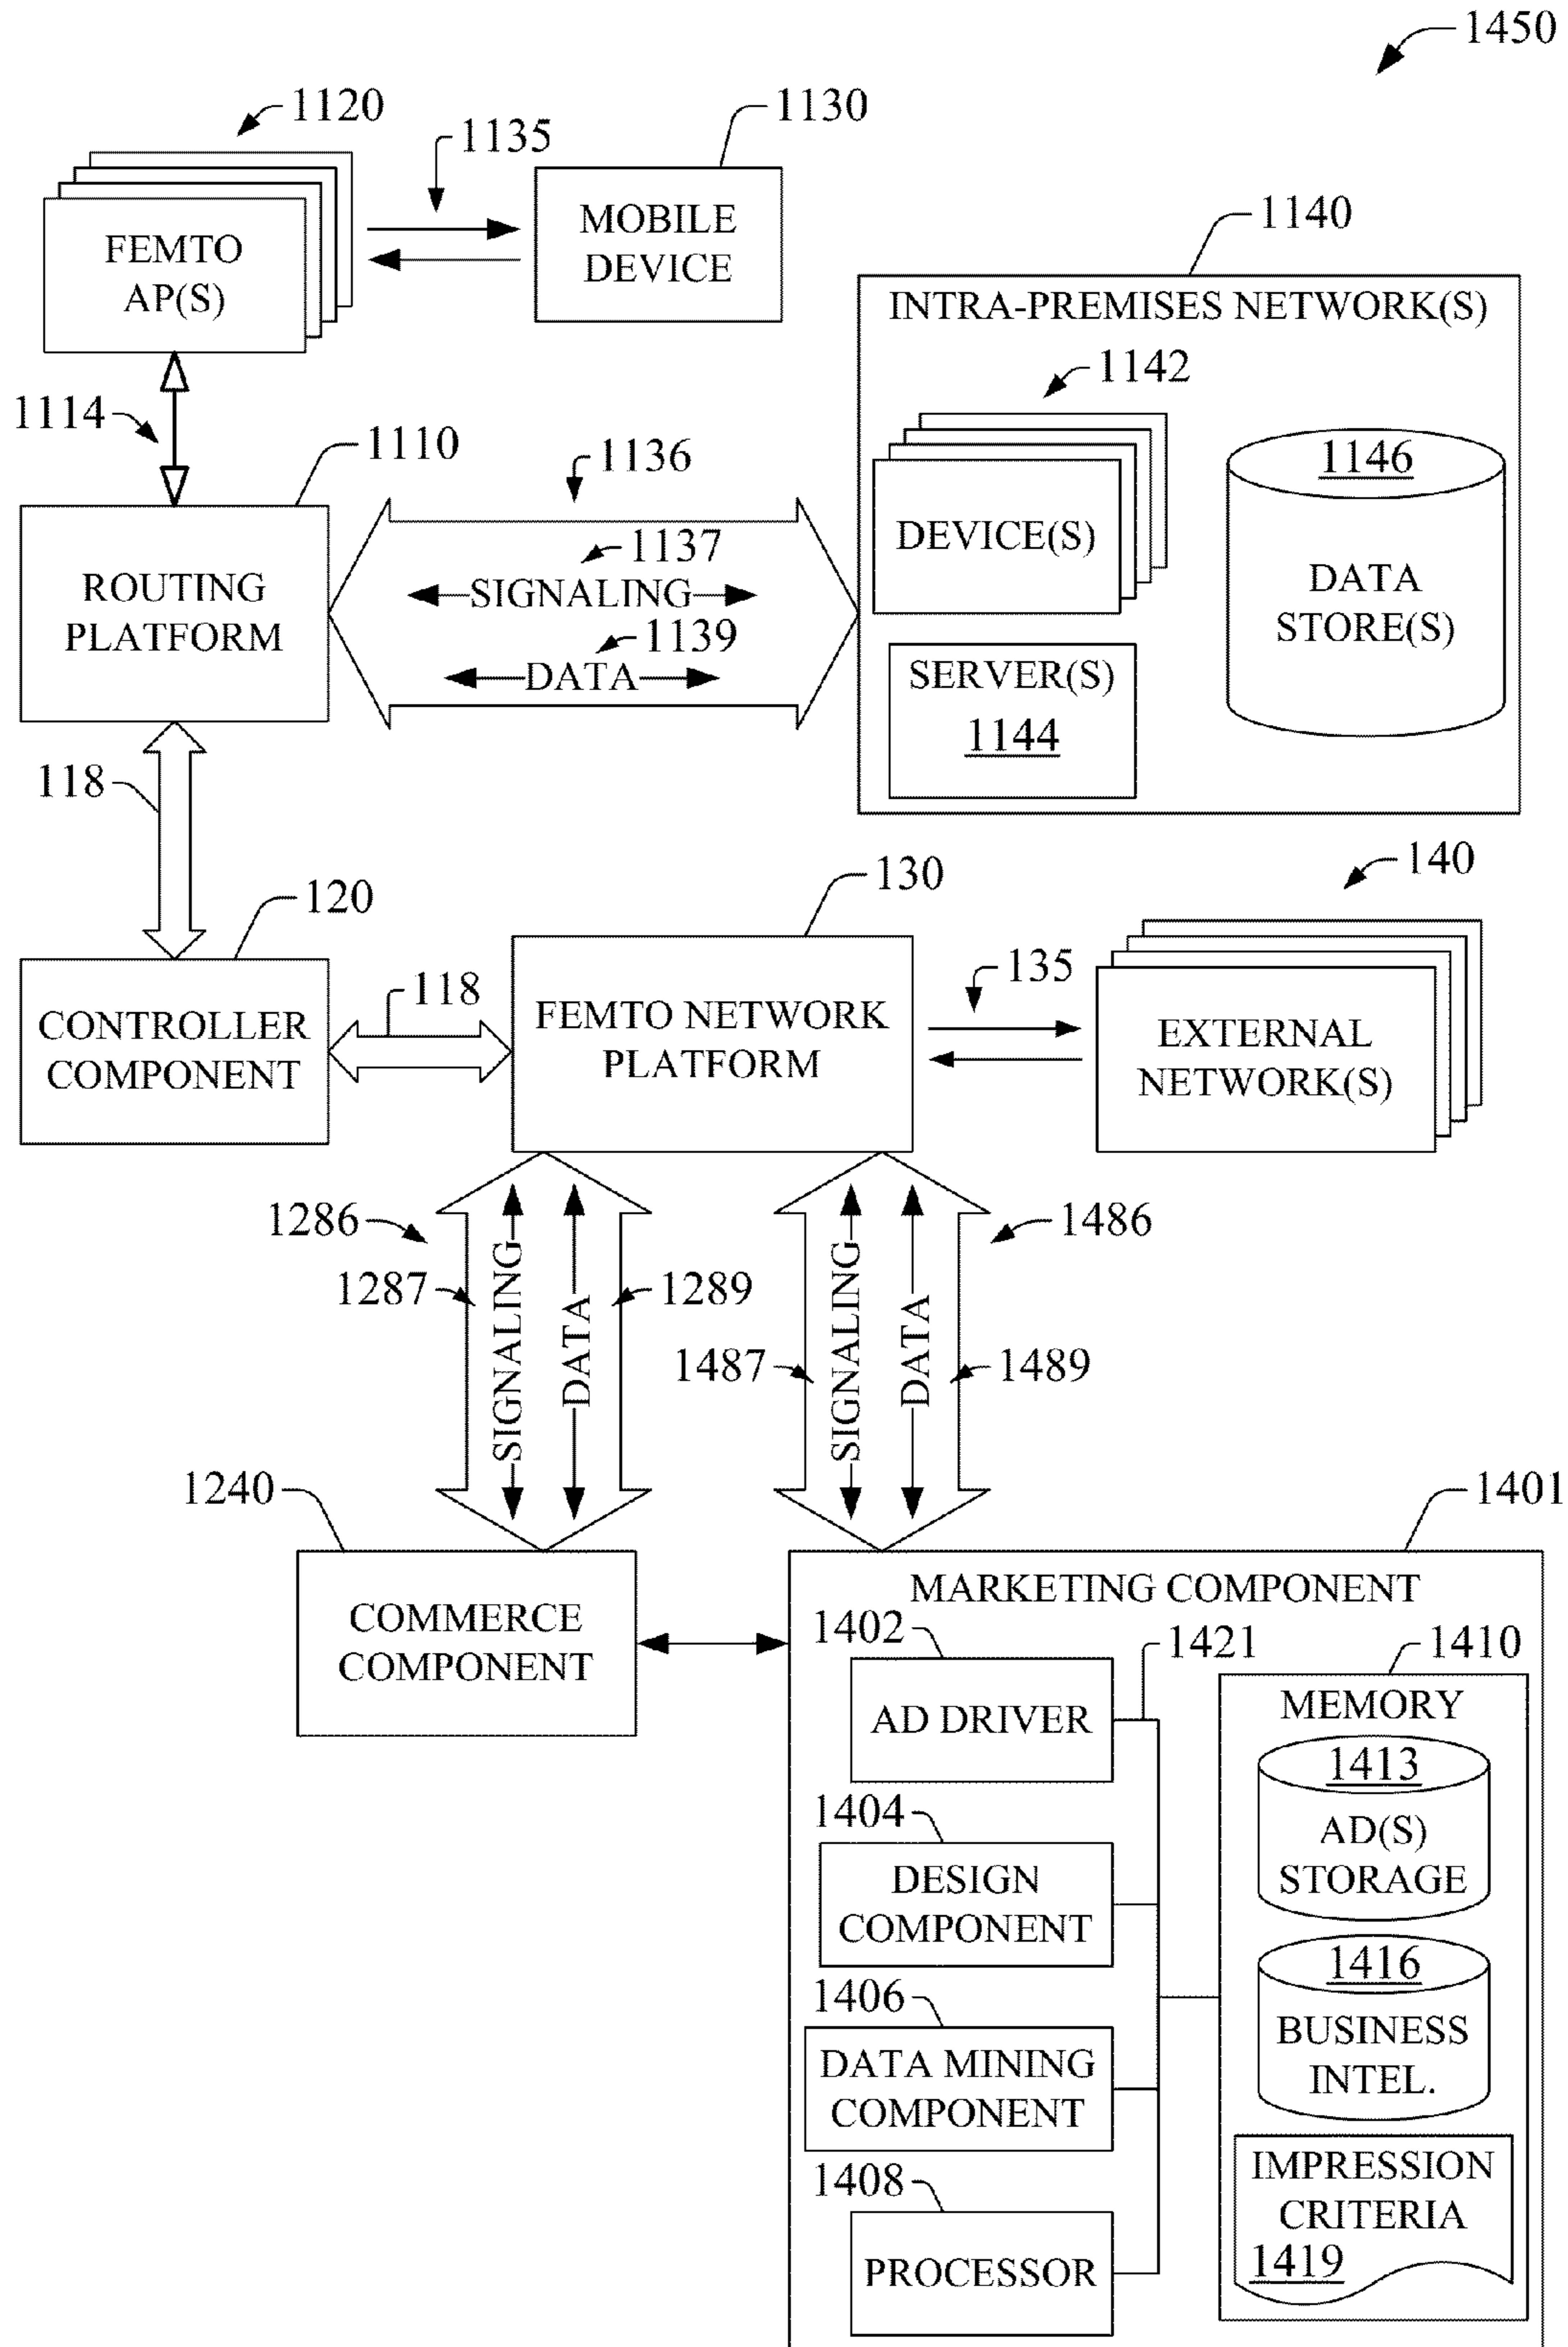 1450
1120
1135
1130
FEMTO
AP(S)
MOBILE
DEVICE
1140
INTRA-PREMISES NETWORK(S)
1142
1114
1110
1136
1146
DEVICE(S)
1137
SIGNALING
ROUTING
PLATFORM
DATA
STORE(S)
1139
DATA
SERVER(S)
1144
118
120
130
140
118
135
CONTROLLER
COMPONENT
FEMTO NETWORK
PLATFORM
EXTERNAL
NETWORK(S)
1286
1287
SIGNALING
DATA
1289
1486
1487
SIGNALING
DATA
1489
1240
1401
COMMERCE
COMPONENT
MARKETING COMPONENT
1402
1421
1410
AD DRIVER
MEMORY
1413
AD(S)
STORAGE
1404
DESIGN
COMPONENT
1416
BUSINESS
INTEL.
1406
DATA MINING
COMPONENT
IMPRESSION
CRITERIA
1419
1408
PROCESSOR